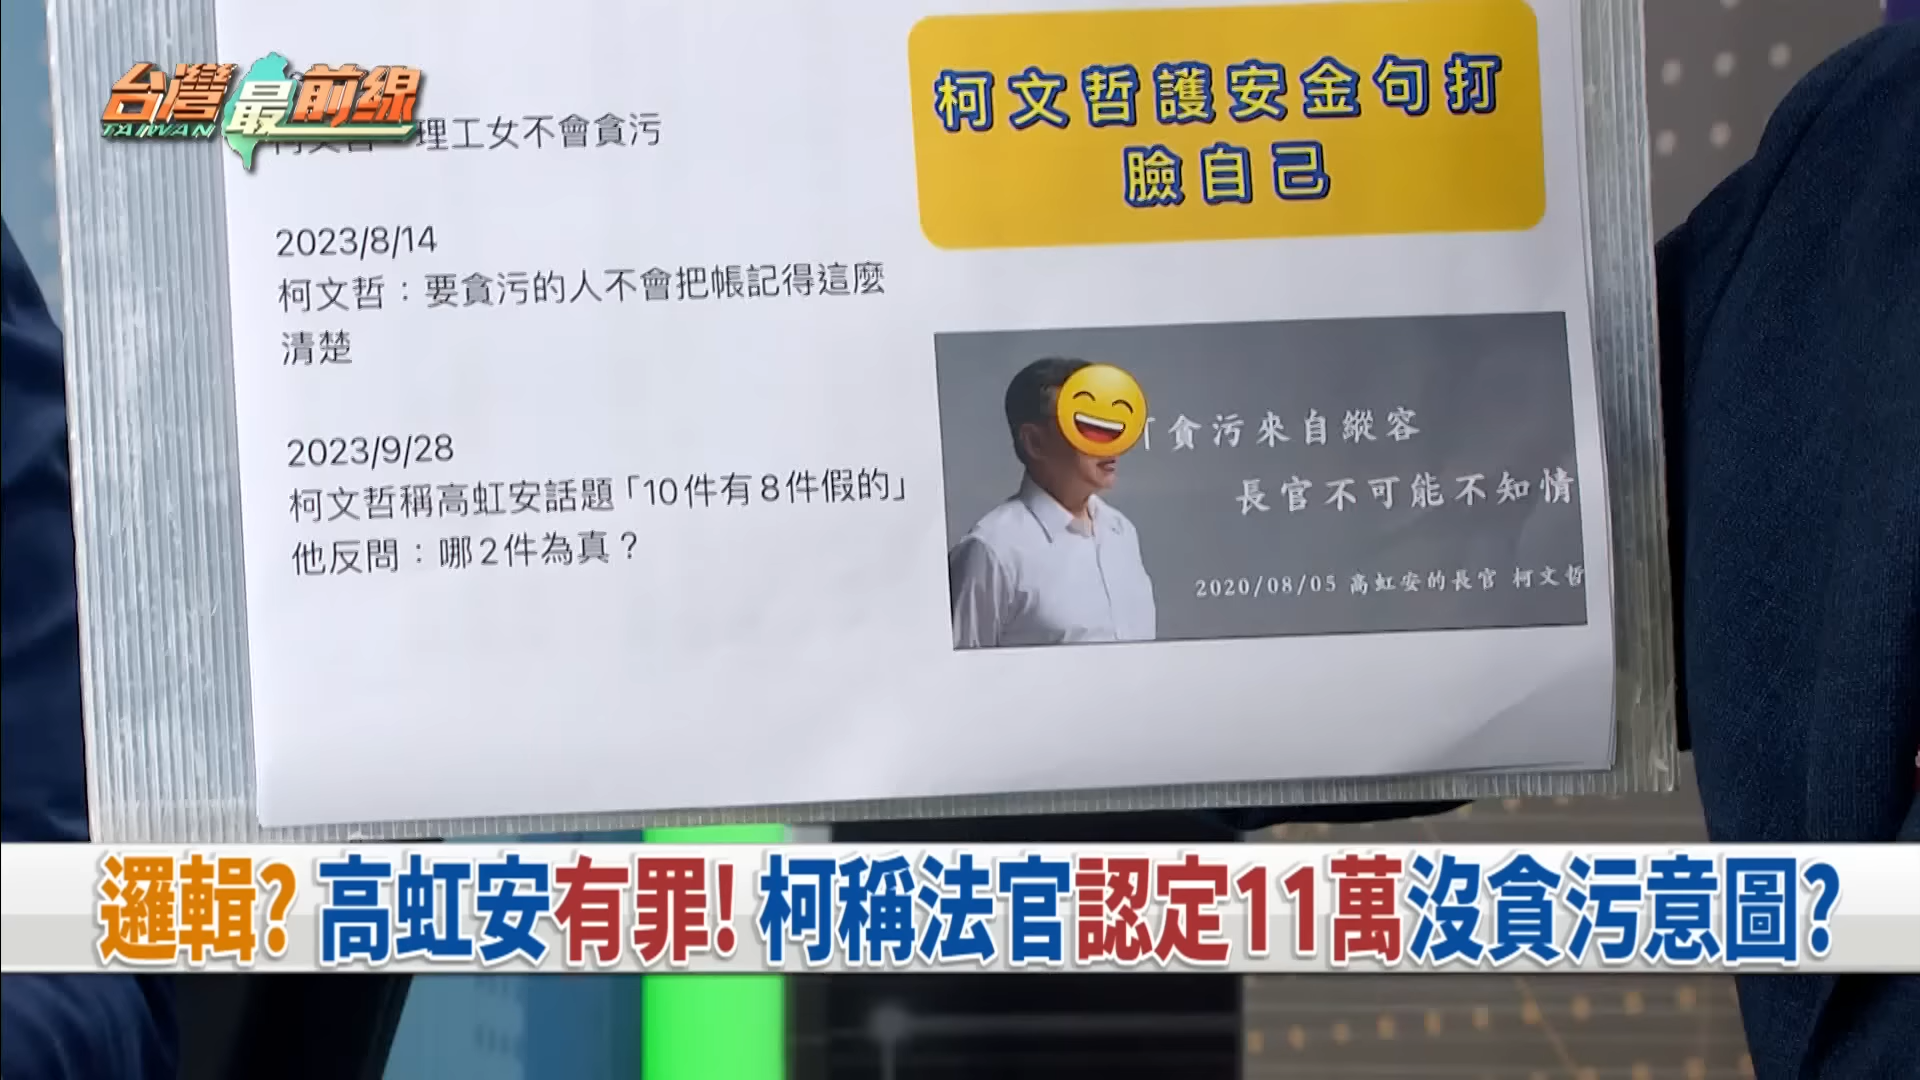 台灣最前線
TAIWAN
理工女不會貪污
2023/8/14
柯文哲：要貪污的人不會把帳記得這麼
清楚
2023/9/28
柯文哲稱高虹安話題「10件有8件假的」
他反問：哪2件為真？
柯文哲護安金句打
臉自己
「貪污來自縱容
長官不可能不知情
2020/08/05 高虹安的長官 柯文哲
邏輯? 高虹安有罪! 柯稱法官認定11萬沒貪污意圖?